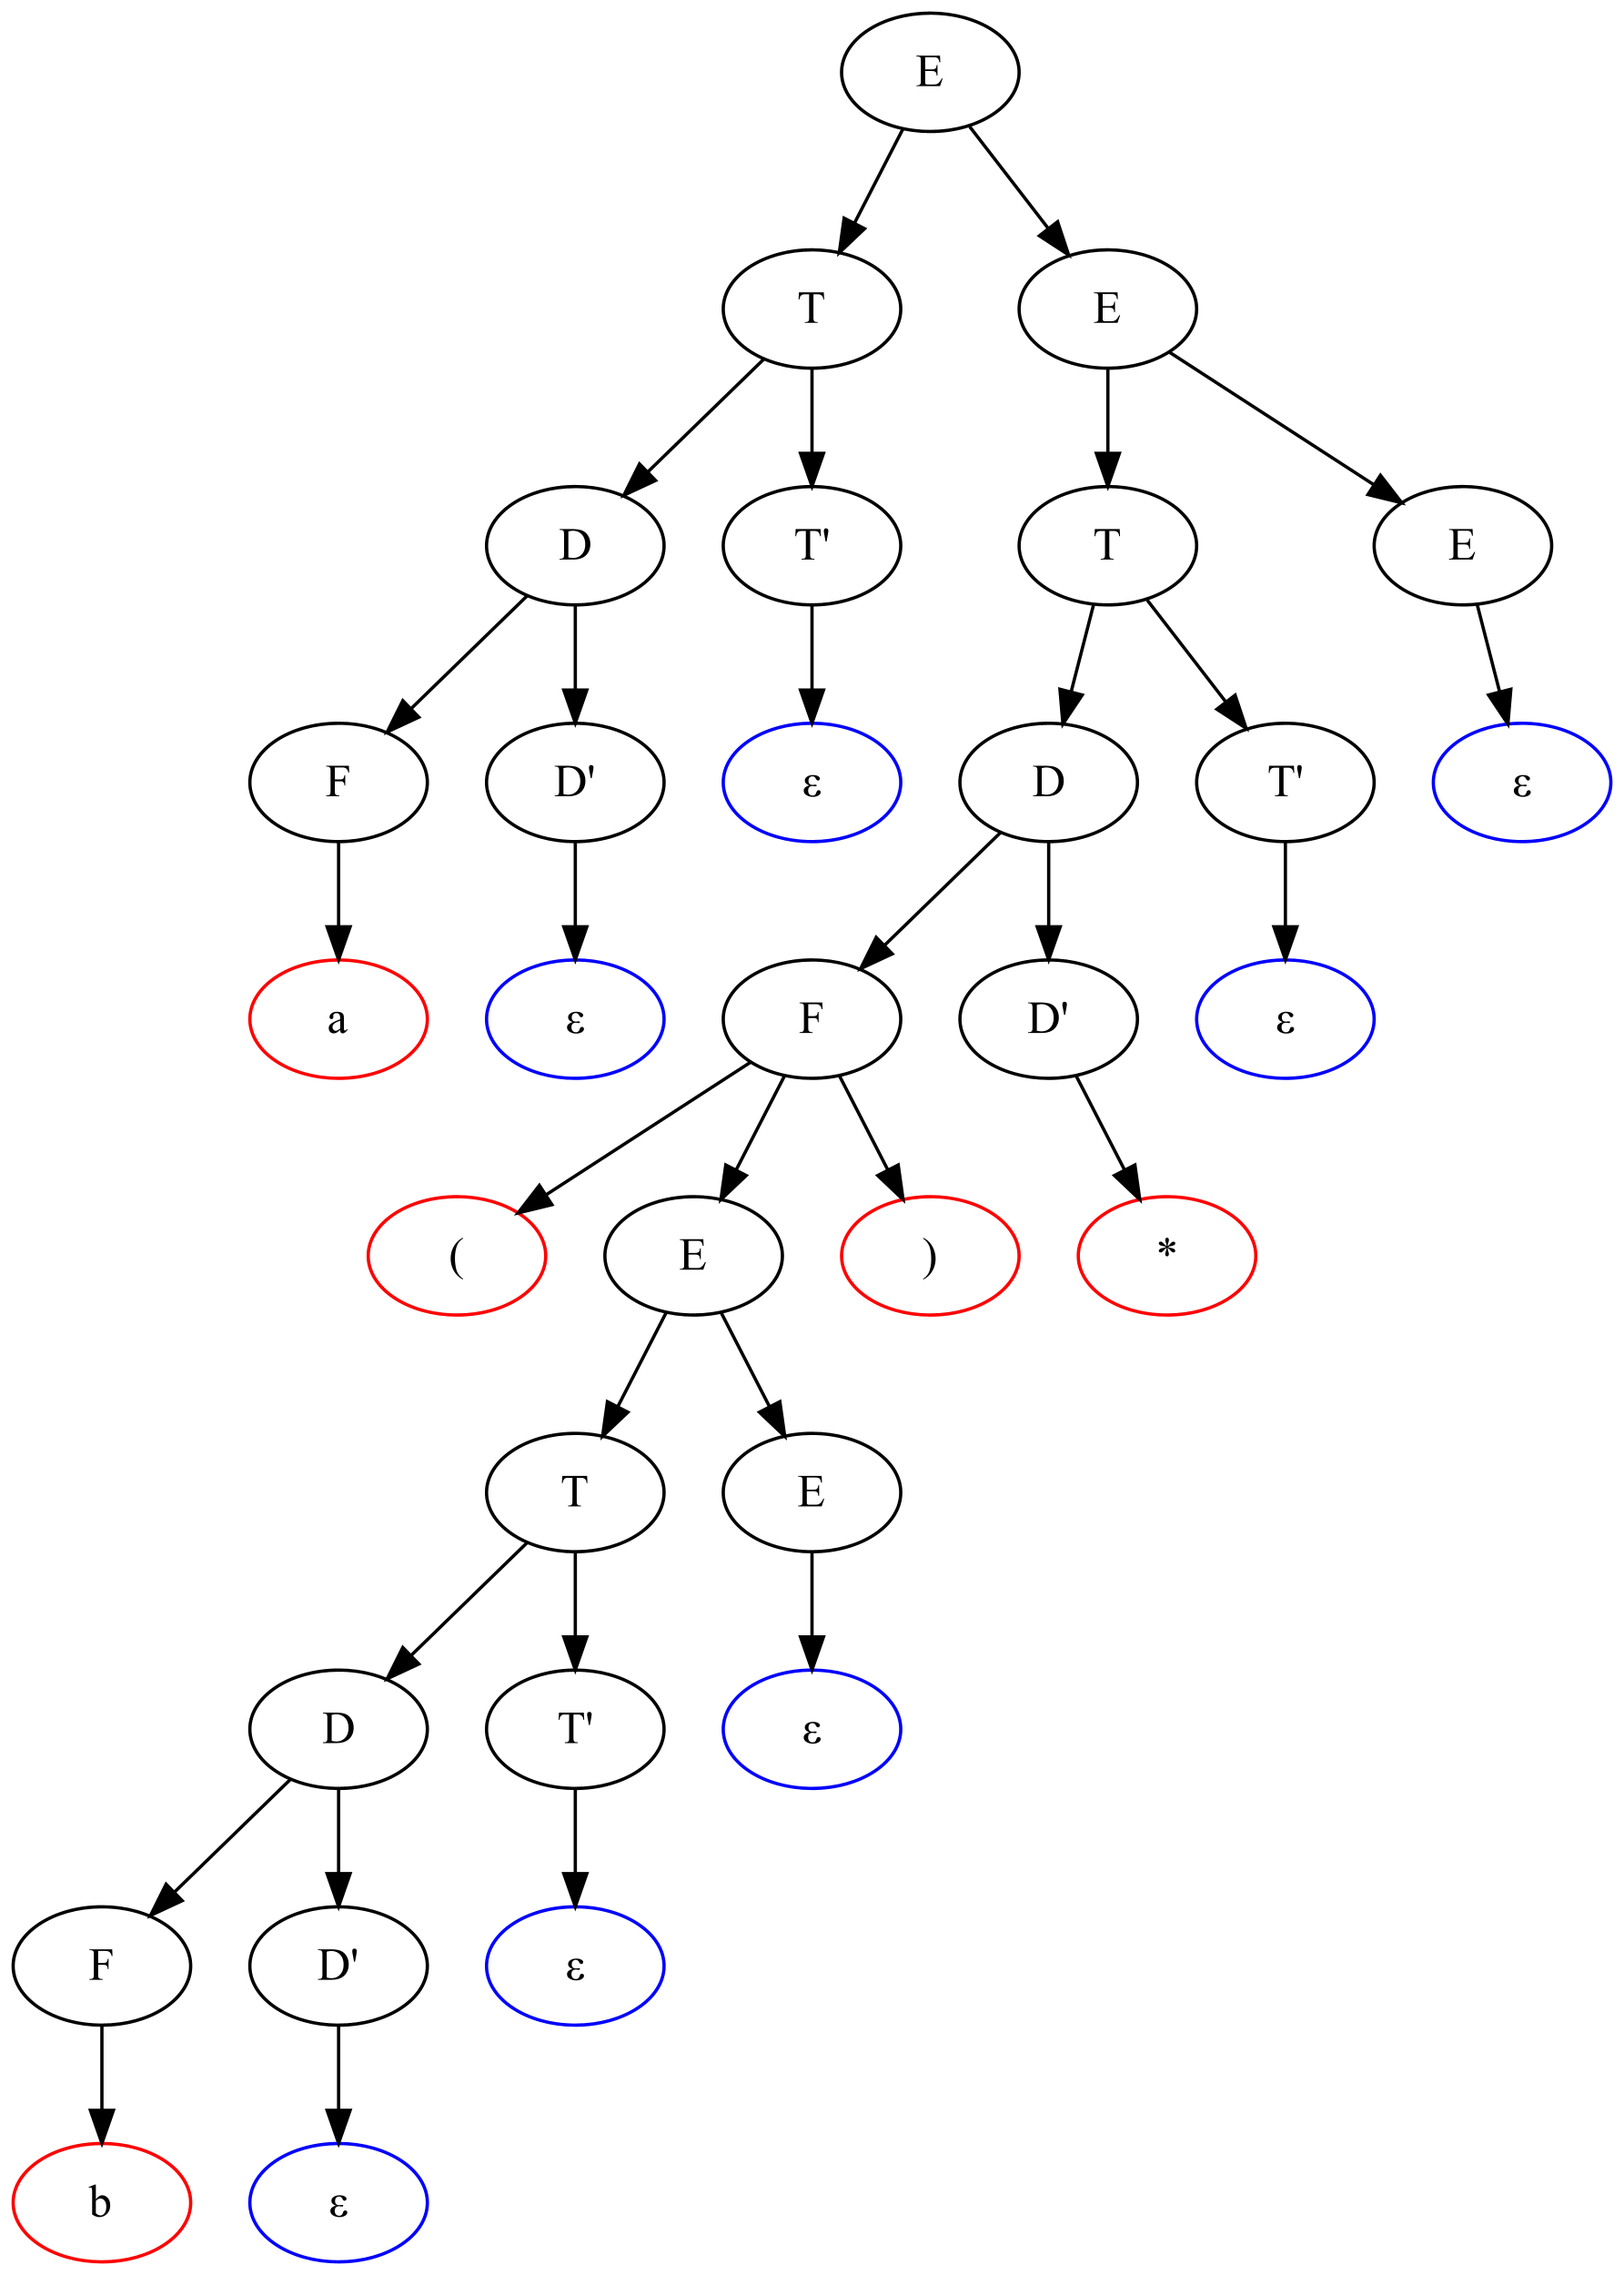 E
T E
D T' T E
F D' ε D T' ε
a ε F D' ε
( E ) *
T E
D T' ε
F D' ε
b ε